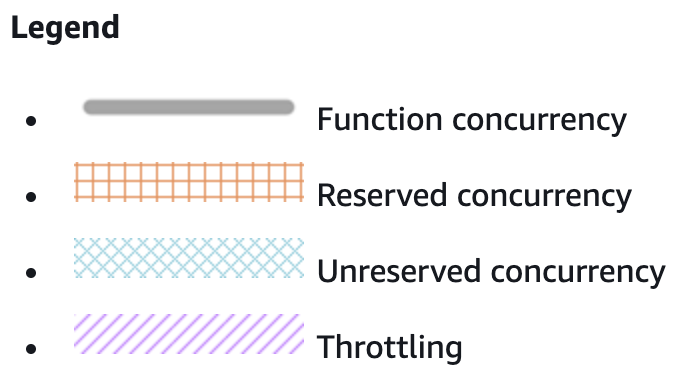 Legend
Function concurrency
Reserved concurrency
Unreserved concurrency
Throttling